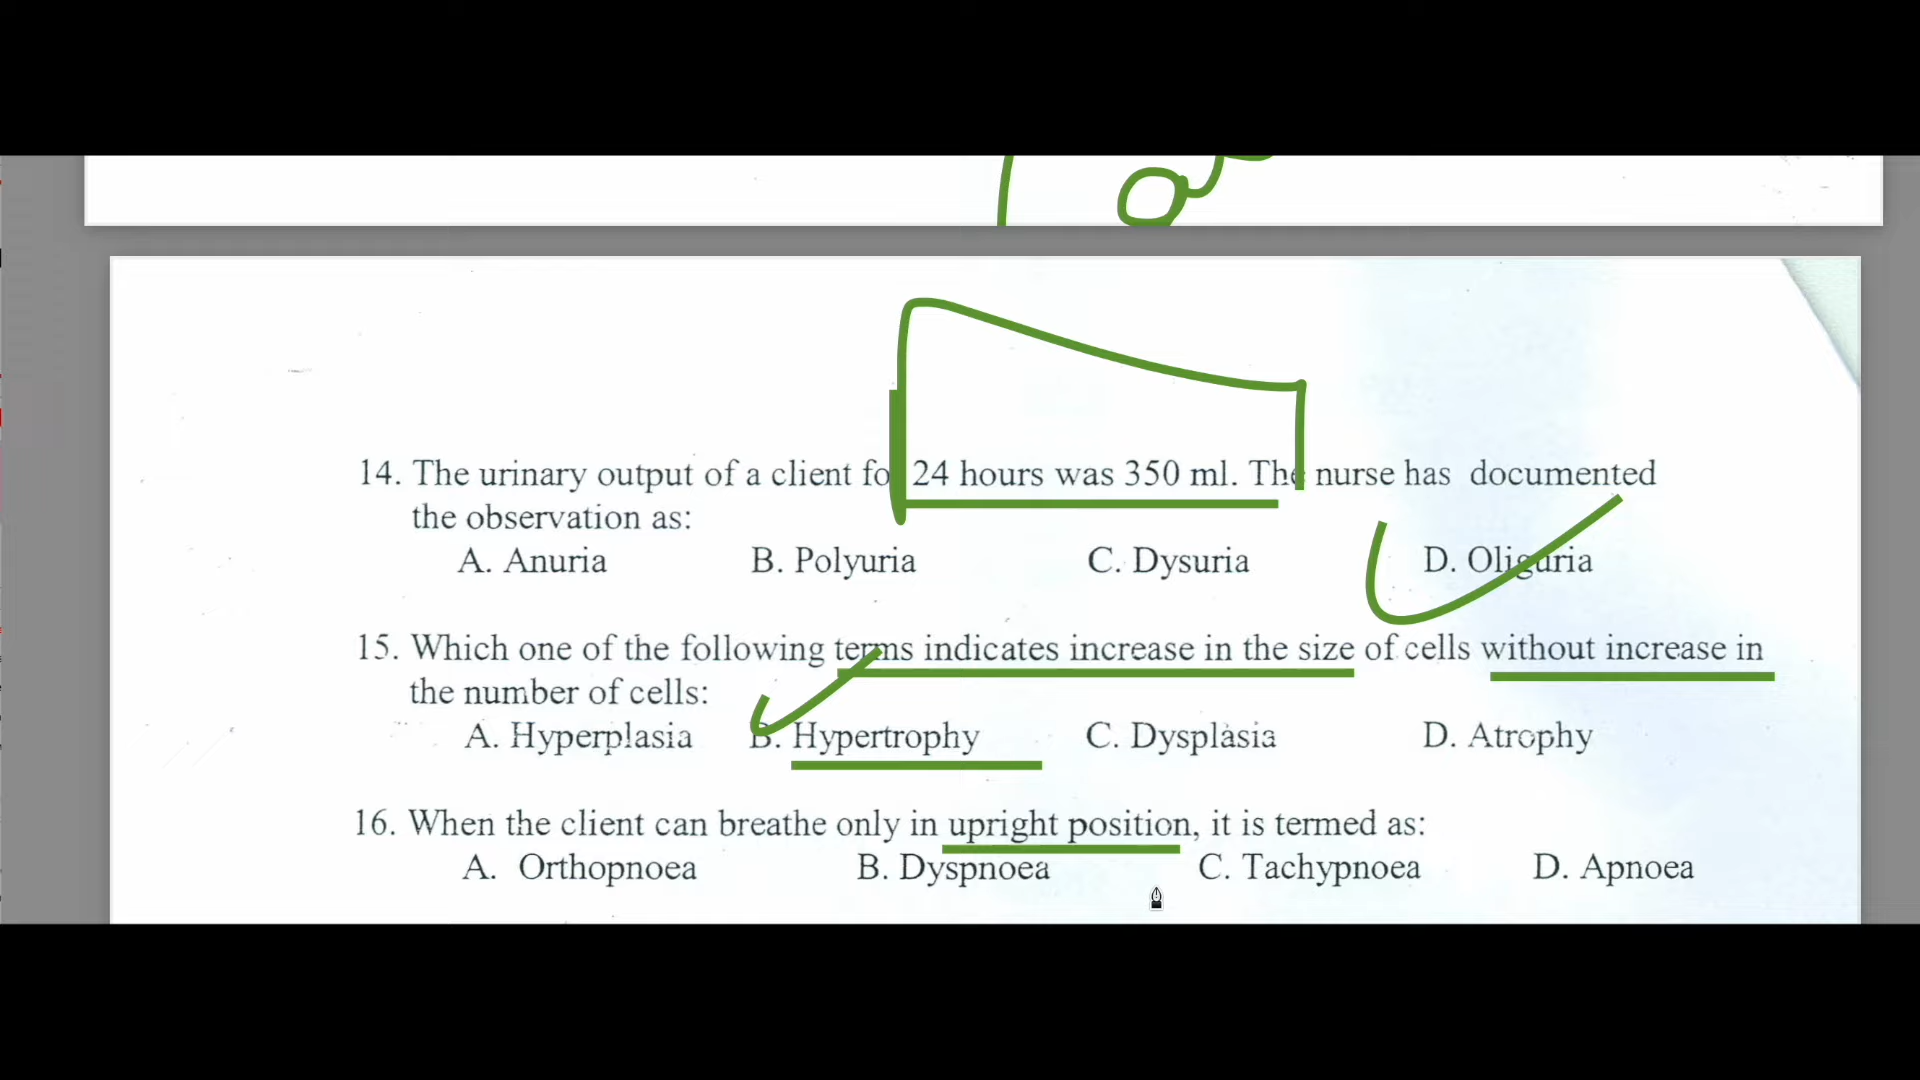 14. The urinary output of a client for 24 hours was 350 ml. The nurse has documented
the observation as:
A. Anuria B. Polyuria C. Dysuria D. Oliguria
15. Which one of the following terms indicates increase in the size of cells without increase in
the number of cells:
A. Hyperplasia B. Hypertrophy C. Dysplasia D. Atrophy
16. When the client can breathe only in upright position, it is termed as:
A. Orthopnoea B. Dyspnoea C. Tachypnoea D. Apnoea